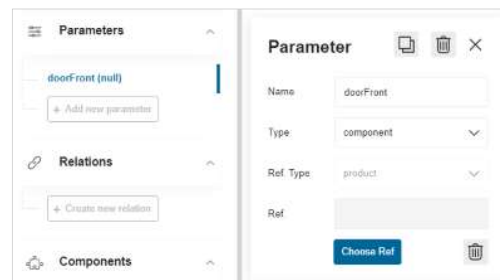 Parameters
doorFront (null)
+ Add new parameter
Relations
+ Create new relation
Components
Parameter
Name
doorFront
Type
component
Ref Type
product
Ref
Choose Ref